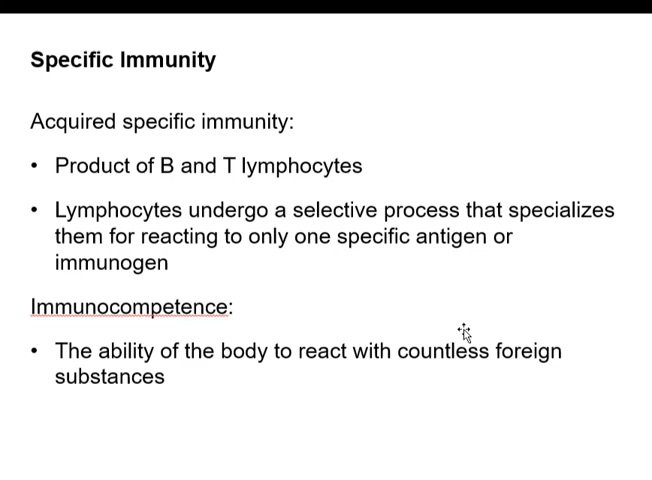 Specific Immunity
Acquired specific immunity:
• Product of B and T lymphocytes
• Lymphocytes undergo a selective process that specializes
them for reacting to only one specific antigen or
immunogen
Immunocompetence:
• The ability of the body to react with countless foreign
substances